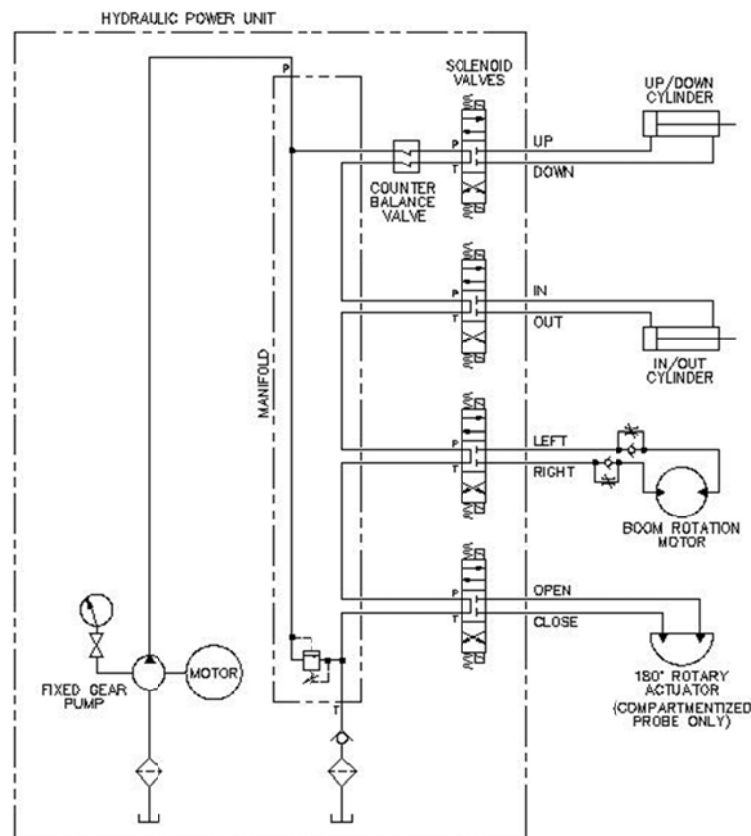 HYDRAULIC POWER UNIT
SOLENOID
VALVES
UP/DOWN
CYLINDER
P
P
T
UP
DOWN
COUNTER
BALANCE
VALVE
P
T
IN
OUT
IN/OUT
CYLINDER
MANIFOLD
P
T
LEFT
RIGHT
BOOM ROTATION
MOTOR
P
T
OPEN
CLOSE
180° ROTARY
ACTUATOR
(COMPARTMENTIZED
PROBE ONLY)
MOTOR
FIXED GEAR
PUMP
T